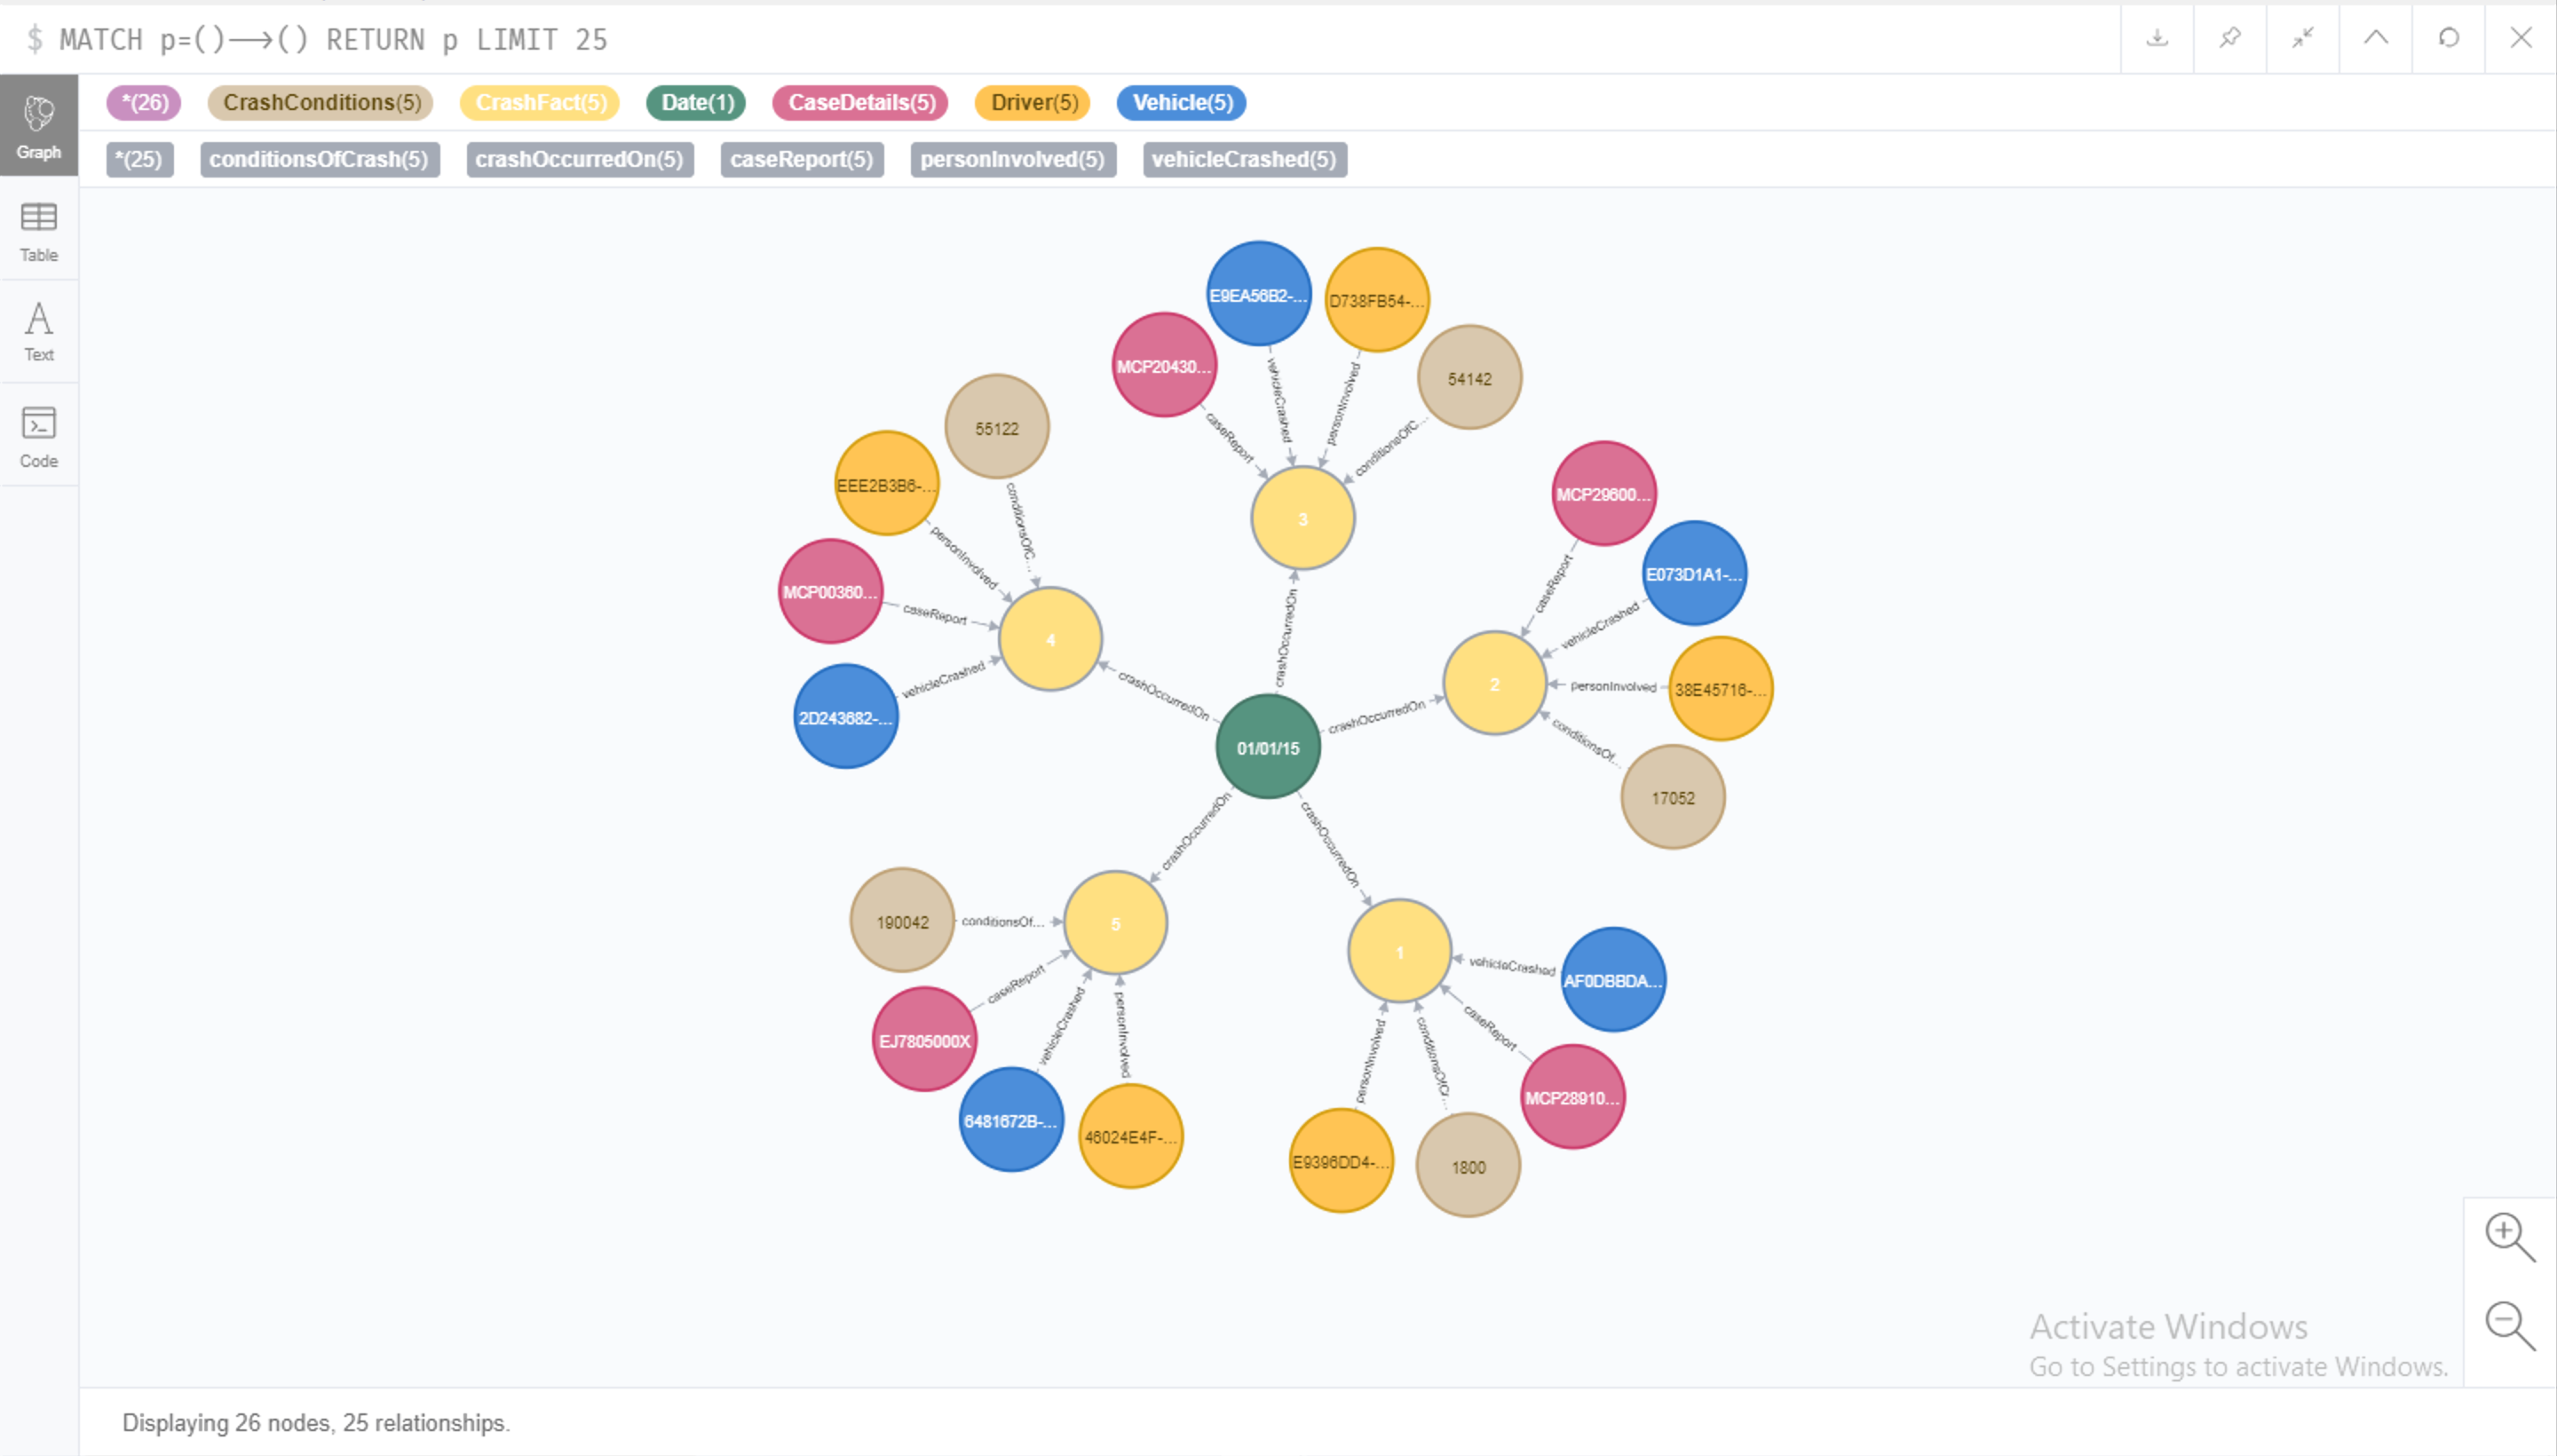 $ MATCH p=()⟶() RETURN p LIMIT 25
*(26) CrashConditions(5) CrashFact(5) Date(1) CaseDetails(5) Driver(5) Vehicle(5)
*(25) conditionsOfCrash(5) crashOccurredOn(5) caseReport(5) personInvolved(5) vehicleCrashed(5)
Graph
Table
Text
Code
E9EA56B2-...
D738FB54-...
MCP20430...
54142
vehicleCrashed
personInvolved
caseReport
conditionsOfC...
3
55122
EEE2B3B6-...
MCP00360...
2D243682-...
conditionsOfC...
personInvolved
caseReport
vehicleCrashed
4
MCP29600...
E073D1A1-...
38E45716-...
17052
caseReport
vehicleCrashed
personInvolved
conditionsOf...
2
crashOccurredOn
crashOccurredOn
crashOccurredOn
01/01/15
crashOccurredOn
crashOccurredOn
190042
conditionsOf...
5
EJ7805000X
caseReport
6481672B-...
vehicleCrashed
46024E4F-...
personInvolved
1
vehicleCrashed
AF0DBBDA...
caseReport
MCP28910...
personInvolved
conditionsOfC...
E9396DD4-...
1800
Activate Windows
Go to Settings to activate Windows.
Displaying 26 nodes, 25 relationships.